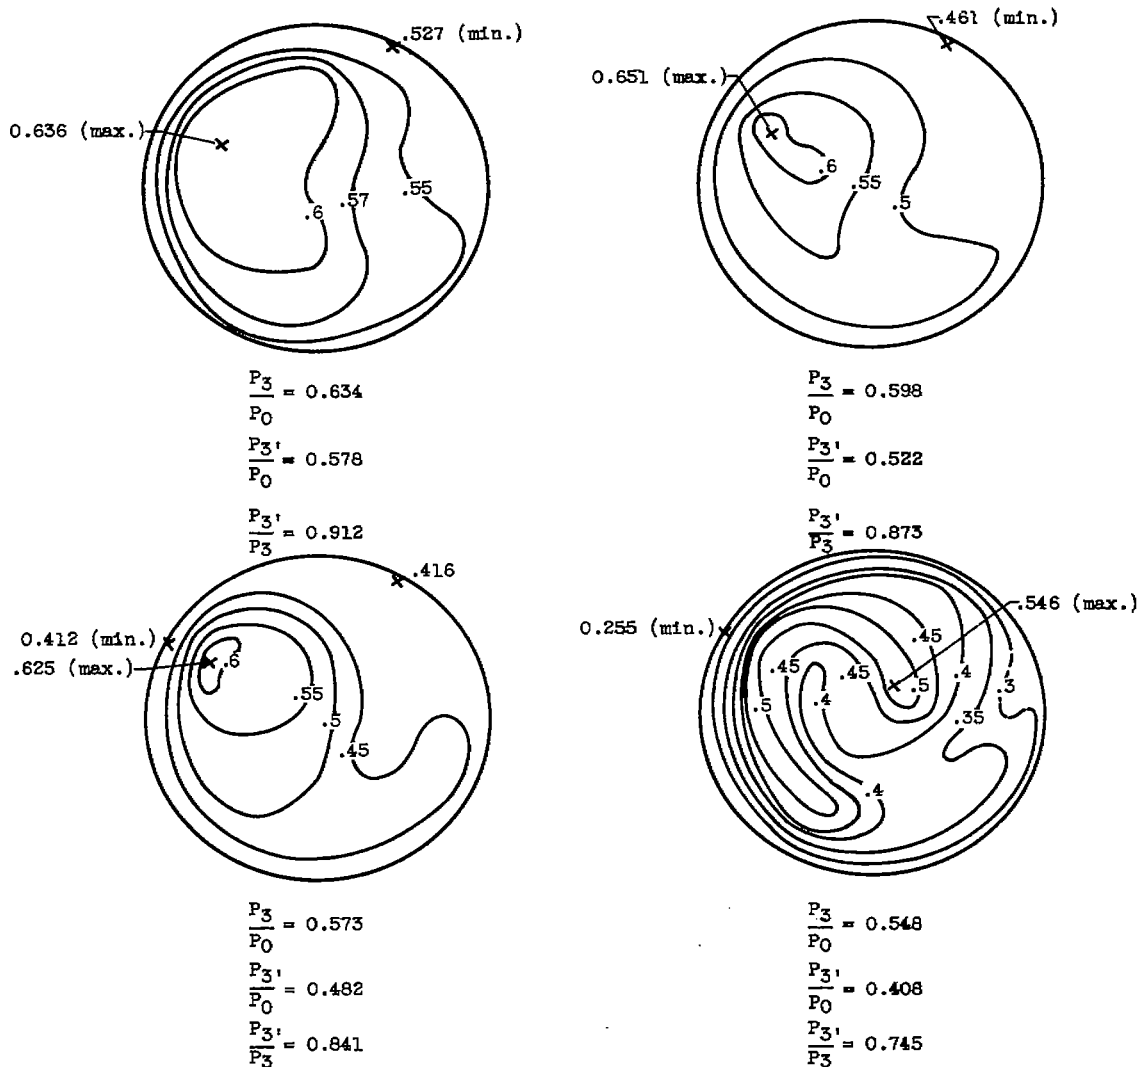 .527 (min.)
0.636 (max.)
.6
.57
.55
P3/P0 = 0.634
P3'/P0 = 0.578
P3'/P3 = 0.912
.461 (min.)
0.651 (max.)
.6
.55
.5
P3/P0 = 0.598
P3'/P0 = 0.522
P3'/P3 = 0.873
.416
0.412 (min.)
.625 (max.)
.6
.55
.5
.45
P3/P0 = 0.573
P3'/P0 = 0.482
P3'/P3 = 0.841
.546 (max.)
0.255 (min.)
.45
.45
.45
.4
.3
.5
.4
.5
.35
.4
P3/P0 = 0.548
P3'/P0 = 0.408
P3'/P3 = 0.745